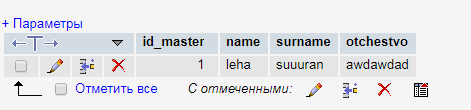 + Параметры
id_master name surname otchestvo
1 leha suuuran awdawdad
Отметить все С отмеченными: